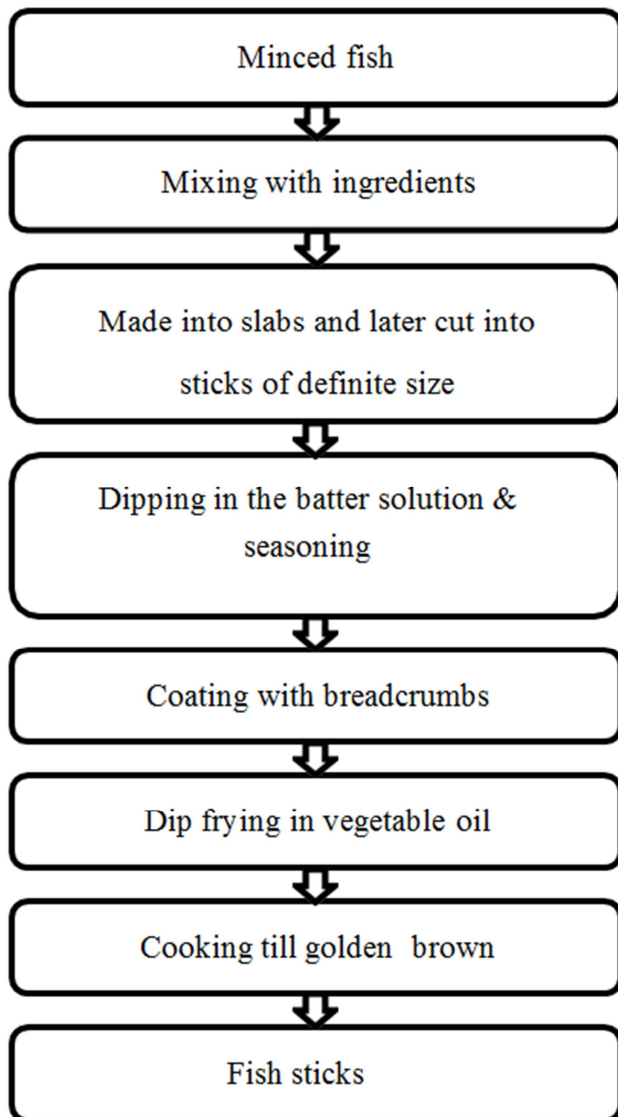 Minced fish
Mixing with ingredients
Made into slabs and later cut into
sticks of definite size
Dipping in the batter solution &
seasoning
Coating with breadcrumbs
Dip frying in vegetable oil
Cooking till golden brown
Fish sticks